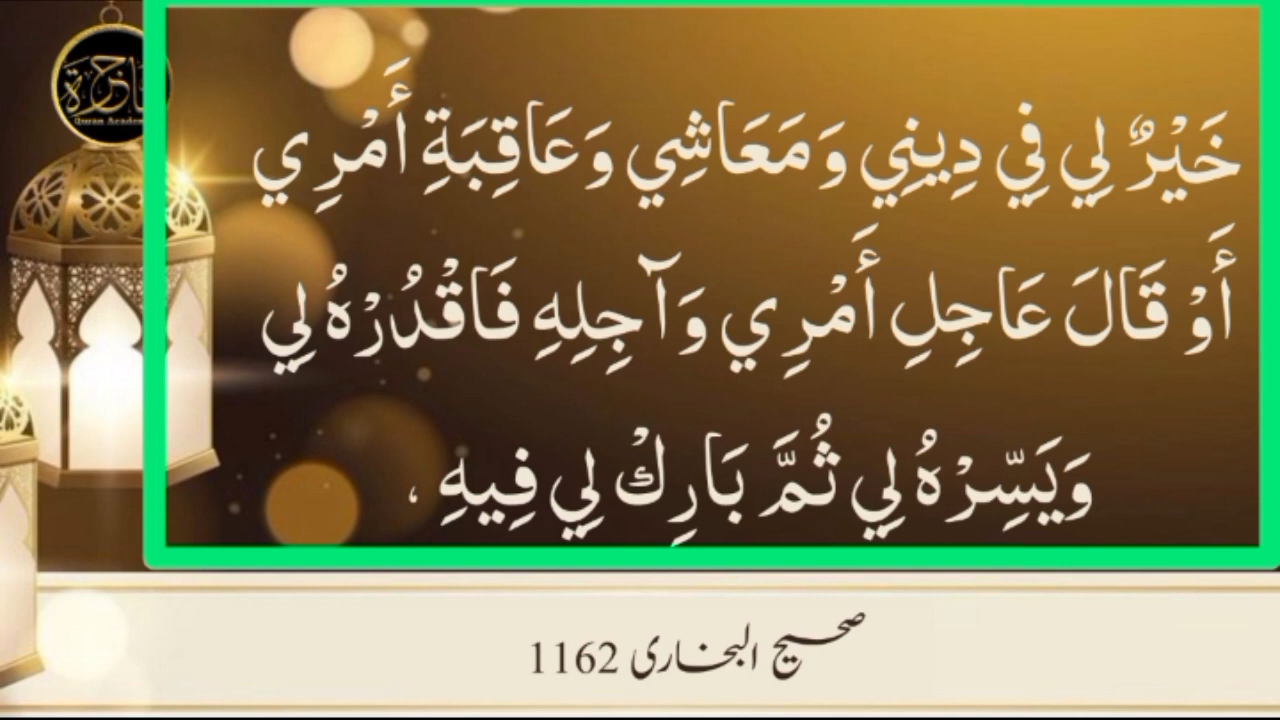 خَيْرٌ لِي فِي دِينِي وَمَعَاشِي وَعَاقِبَةِ أَمْرِي
أَوْ قَالَ عَاجِلِ أَمْرِي وَآجِلِهِ فَاقْدُرْهُ لِي
وَيَسِّرْهُ لِي ثُمَّ بَارِكْ لِي فِيهِ ،
صحیح البخاری 1162